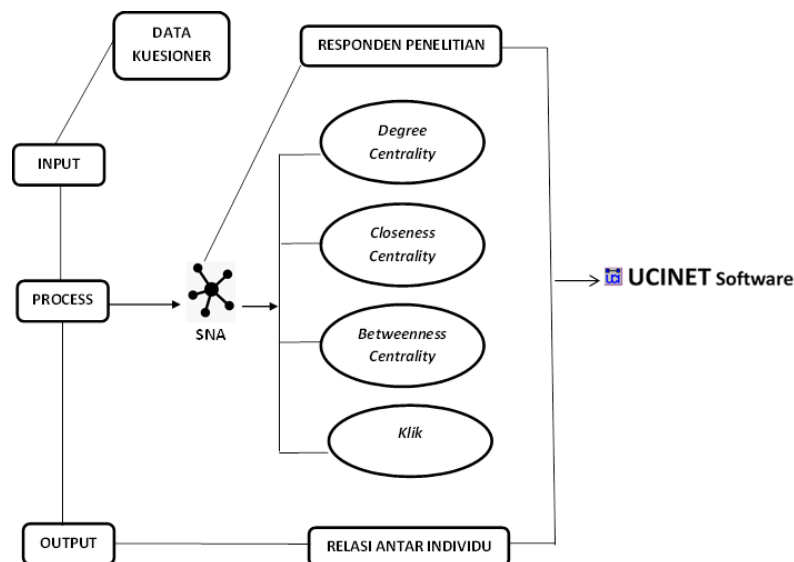 DATA
KUESIONER
RESPONDEN PENELITIAN
Degree
Centrality
INPUT
Closeness
Centrality
PROCESS
SNA
UCINET Software
Betweenness
Centrality
Klik
OUTPUT
RELASI ANTAR INDIVIDU